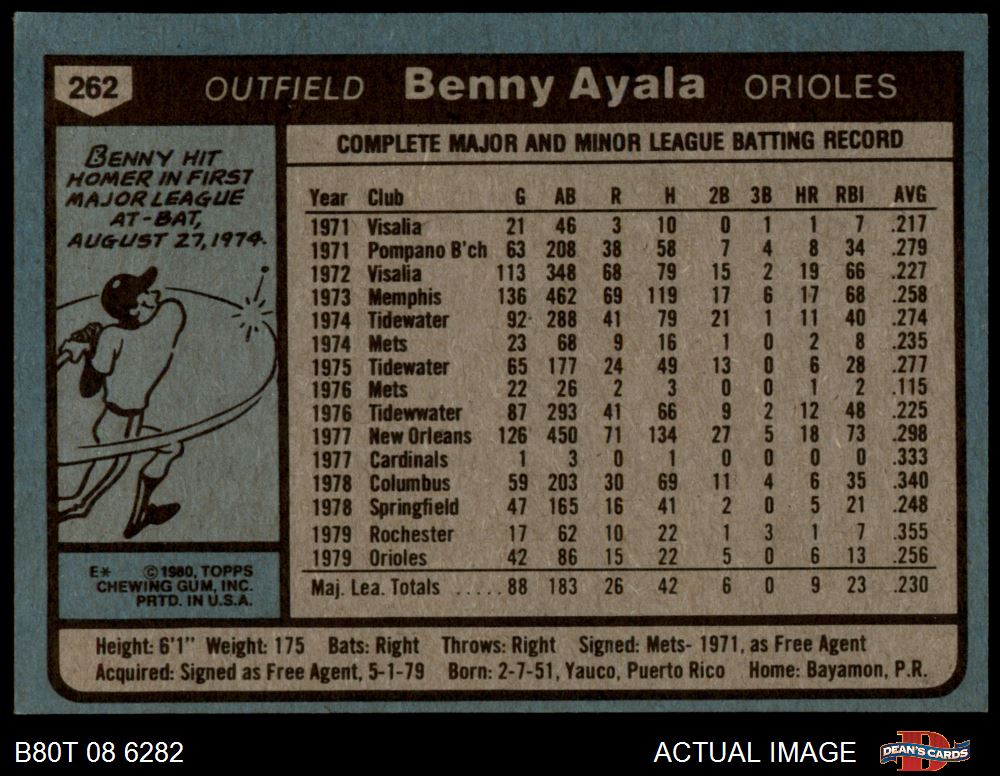 262 OUTFIELD Benny Ayala ORIOLES
BENNY HIT
HOMER IN FIRST
MAJOR LEAGUE
AT-BAT,
AUGUST 27, 1974.
COMPLETE MAJOR AND MINOR LEAGUE BATTING RECORD
Year Club G AB R H 2B 3B HR RBI AVG
1971 Visalia 21 46 3 10 0 1 1 7 .217
1971 Pompano B'ch 63 208 38 58 7 4 8 34 .279
1972 Visalia 113 348 68 79 15 2 19 66 .227
1973 Memphis 136 462 69 119 17 6 17 68 .258
1974 Tidewater 92 288 41 79 21 1 11 40 .274
1974 Mets 23 68 9 16 1 0 2 8 .235
1975 Tidewater 65 177 24 49 13 0 6 28 .277
1976 Mets 22 26 2 3 0 0 1 2 .115
1976 Tidewwater 87 293 41 66 9 2 12 48 .225
1977 New Orleans 126 450 71 134 27 5 18 73 .298
1977 Cardinals 1 3 0 1 0 0 0 0 .333
1978 Columbus 59 203 30 69 11 4 6 35 .340
1978 Springfield 47 165 16 41 2 0 5 21 .248
1979 Rochester 17 62 10 22 1 3 1 7 .355
1979 Orioles 42 86 15 22 5 0 6 13 .256
Maj. Lea. Totals ..... 88 183 26 42 6 0 9 23 .230
E* ©1980, TOPPS
CHEWING GUM, INC.
PRTD. IN U.S.A.
Height: 6'1" Weight: 175 Bats: Right Throws: Right Signed: Mets- 1971, as Free Agent
Acquired: Signed as Free Agent, 5-1-79 Born: 2-7-51, Yauco, Puerto Rico Home: Bayamon, P.R.
B80T 08 6282 ACTUAL IMAGE D DEAN'S CARDS